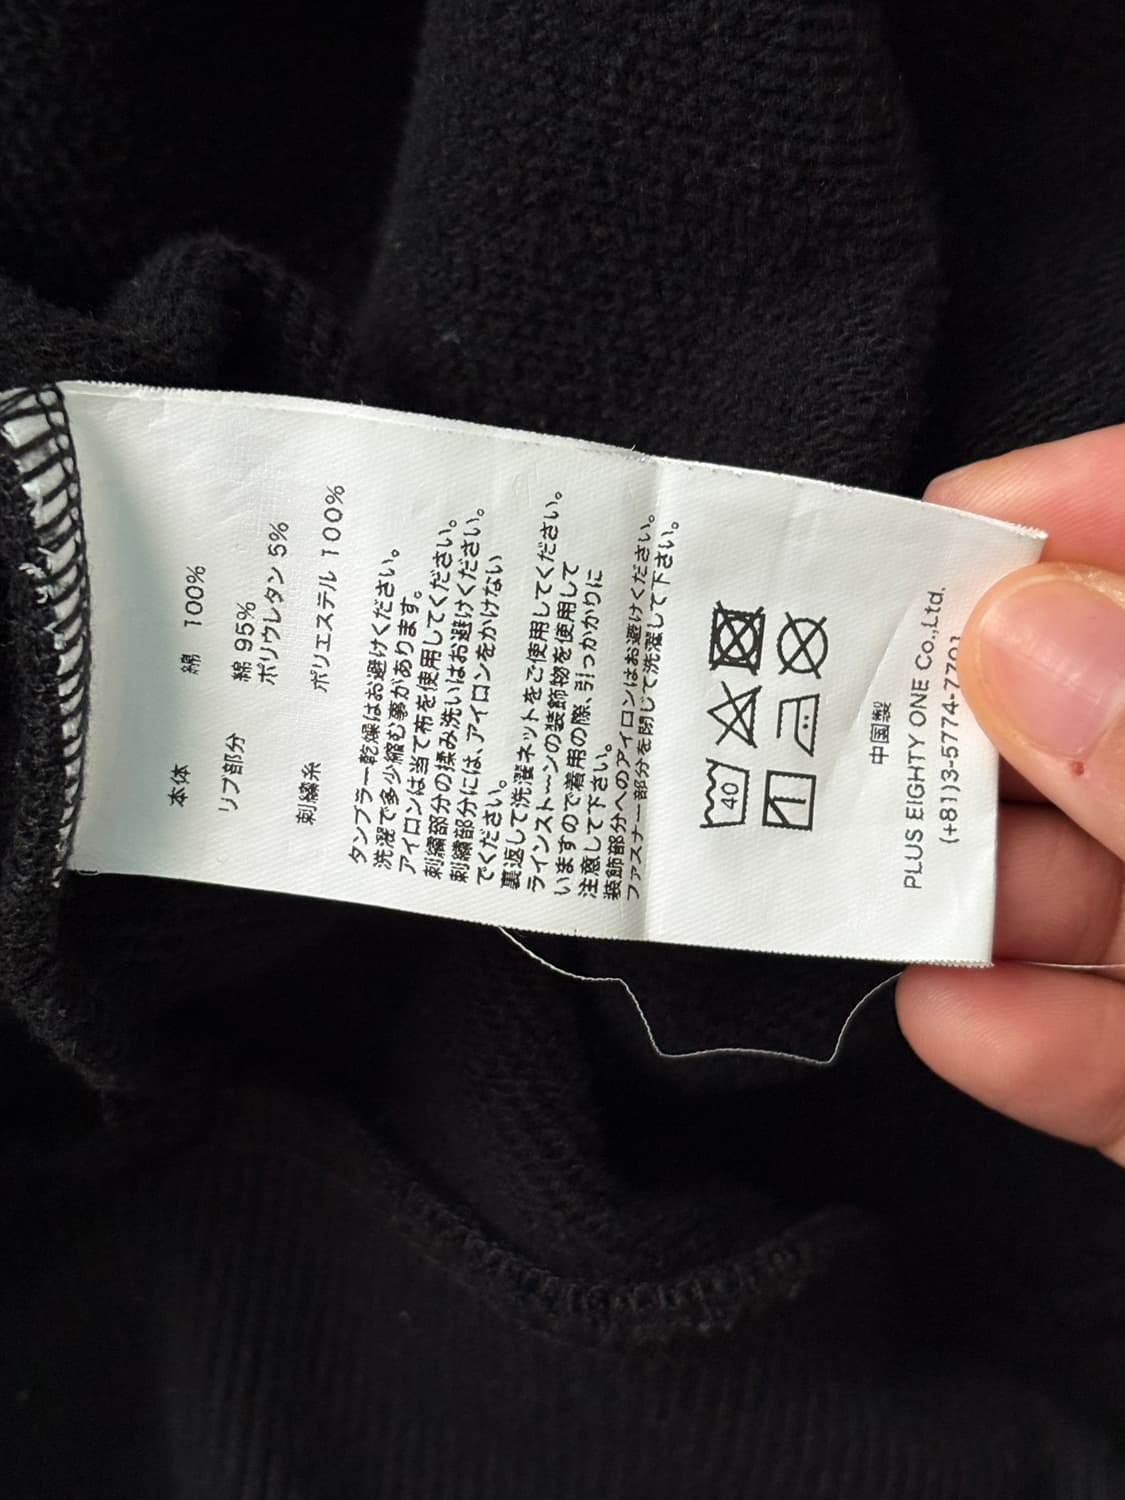 本体 綿 100%
リブ部分 綿 95%
ポリウレタン 5%
刺繍糸 ポリエステル 100%
タンブラー乾燥はお避けください。
洗濯で多少縮む事があります。
アイロンは当て布を使用してください。
刺繍部分の揉み洗いはお避けください。
刺繍部分には、アイロンをかけない
でください。
裏返して洗濯ネットをご使用してください。
ラインストーンの装飾物を使用して
いますので着用の際、引っかかりに
注意して下さい。
装飾部分へのアイロンはお避けください。
ファスナー部分を閉じて洗濯して下さい。
40
中国製
PLUS EIGHTY ONE Co.,Ltd.
(+81)3-5774-